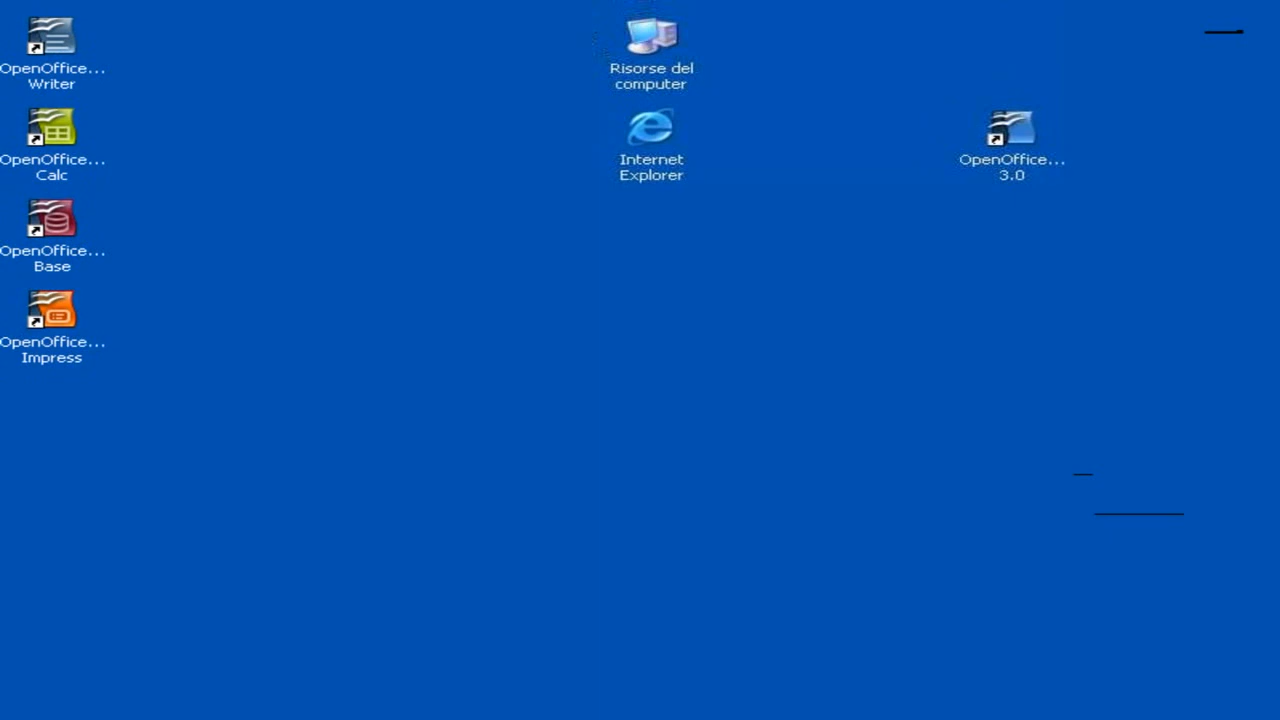 OpenOffice...
Writer
OpenOffice...
Calc
OpenOffice...
Base
OpenOffice...
Impress
Risorse del
computer
Internet
Explorer
OpenOffice...
3.0